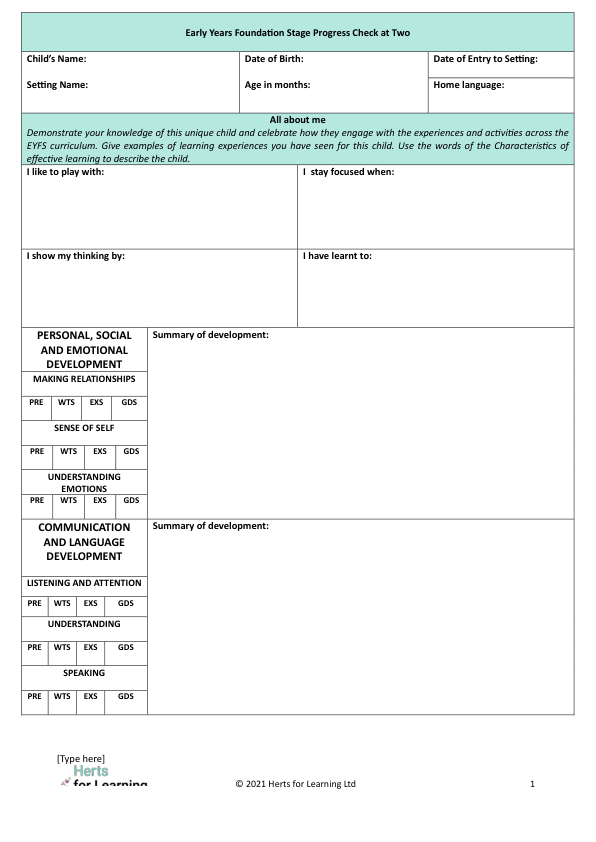 Early Years Foundation Stage Progress Check at Two
Child's Name:
Date of Birth:
Date of Entry to Setting:
Setting Name:
Age in months:
Home language:
All about me
Demonstrate your knowledge of this unique child and celebrate how they engage with the experiences and activities across the
EYFS curriculum. Give examples of learning experiences you have seen for this child. Use the words of the Characteristics of
effective learning to describe the child.
I like to play with:
I  stay focused when:
I show my thinking by:
I have learnt to:
PERSONAL, SOCIAL
AND EMOTIONAL
DEVELOPMENT
Summary of development:
MAKING RELATIONSHIPS
PRE WTS EXS GDS
SENSE OF SELF
PRE WTS EXS GDS
UNDERSTANDING
EMOTIONS
PRE WTS EXS GDS
COMMUNICATION
AND LANGUAGE
DEVELOPMENT
Summary of development:
LISTENING AND ATTENTION
PRE WTS EXS GDS
UNDERSTANDING
PRE WTS EXS GDS
SPEAKING
PRE WTS EXS GDS
[Type here]
Herts
for Learning
© 2021 Herts for Learning Ltd
1